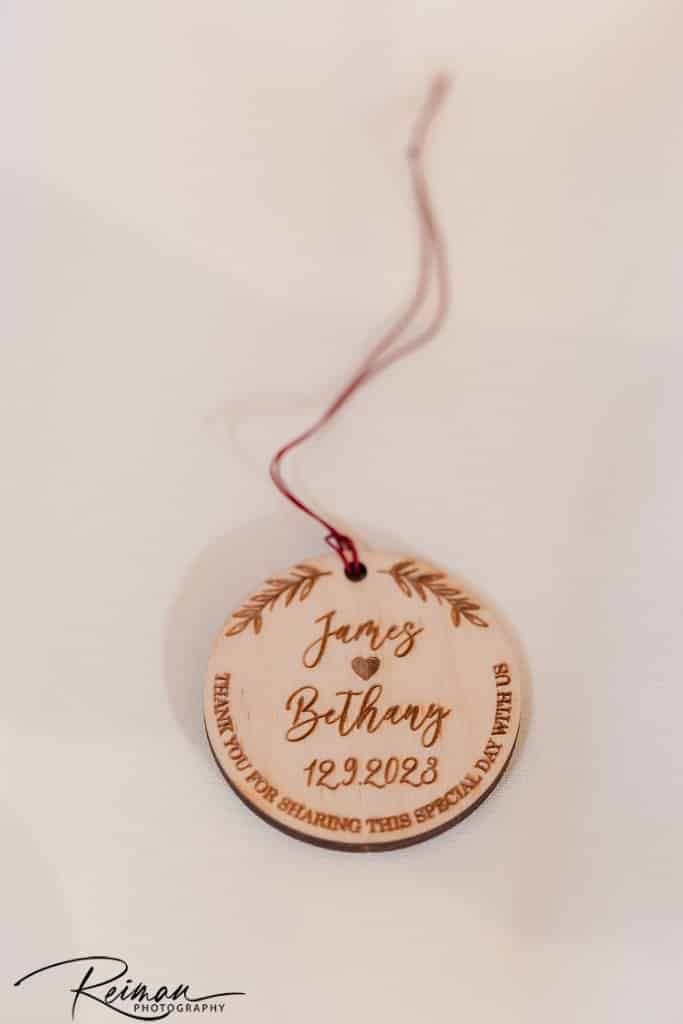 James
Bethany
12.9.2023
THANK YOU FOR SHARING THIS SPECIAL DAY WITH US
Reiman
PHOTOGRAPHY